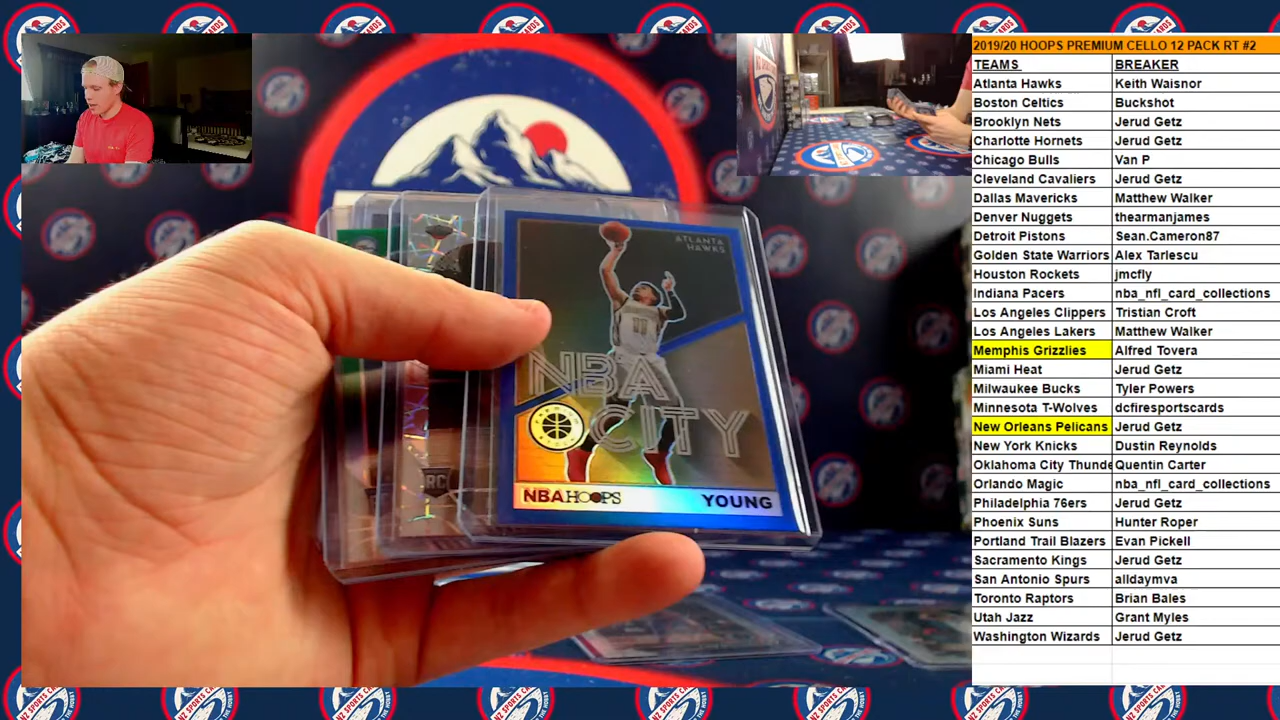 2019/20 HOOPS PREMIUM CELLO 12 PACK RT #2
TEAMS BREAKER
Atlanta Hawks Keith Waisnor
Boston Celtics Buckshot
Brooklyn Nets Jerud Getz
Charlotte Hornets Jerud Getz
Chicago Bulls Van P
Cleveland Cavaliers Jerud Getz
Dallas Mavericks Matthew Walker
Denver Nuggets thearmanjames
Detroit Pistons Sean.Cameron87
Golden State Warriors Alex Tarlescu
Houston Rockets jmcfly
Indiana Pacers nba_nfl_card_collections
Los Angeles Clippers Tristian Croft
Los Angeles Lakers Matthew Walker
Memphis Grizzlies Alfred Tovera
Miami Heat Jerud Getz
Milwaukee Bucks Tyler Powers
Minnesota T-Wolves dcfiresportscards
New Orleans Pelicans Jerud Getz
New York Knicks Dustin Reynolds
Oklahoma City Thunde Quentin Carter
Orlando Magic nba_nfl_card_collections
Philadelphia 76ers Jerud Getz
Phoenix Suns Hunter Roper
Portland Trail Blazers Evan Pickell
Sacramento Kings Jerud Getz
San Antonio Spurs alldaymva
Toronto Raptors Brian Bales
Utah Jazz Grant Myles
Washington Wizards Jerud Getz
ATLANTA
HAWKS
NBA
CITY
NBA HOOPS YOUNG
RC